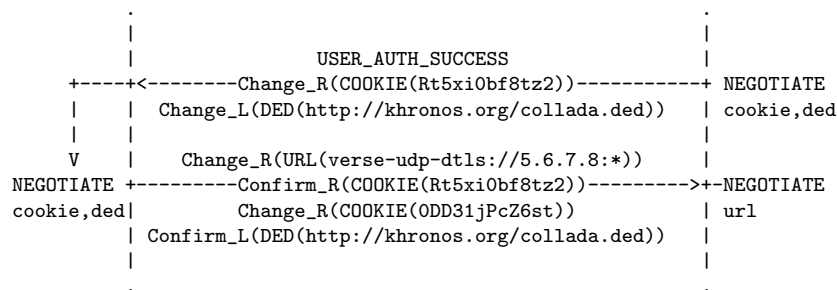 .                                               .
|                                               |
|               USER_AUTH_SUCCESS               |
+----+<--------Change_R(COOKIE(Rt5xi0bf8tz2))-----------+ NEGOTIATE
|    |  Change_L(DED(http://khronos.org/collada.ded))   | cookie,ded
|    |                                                  |
V    |    Change_R(URL(verse-udp-dtls://5.6.7.8:*))     |
NEGOTIATE +---------Confirm_R(COOKIE(Rt5xi0bf8tz2))--------->+-NEGOTIATE
cookie,ded|        Change_R(COOKIE(0DD31jPcZ6st))            | url
| Confirm_L(DED(http://khronos.org/collada.ded))   |
|                                                  |
.                                                  .